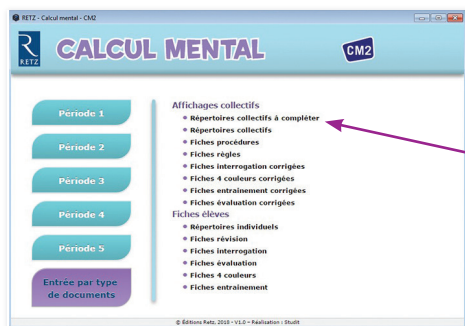 RETZ - Calcul mental - CM2
RETZ
CALCUL MENTAL
CM2
Période 1
Période 2
Période 3
Période 4
Période 5
Entrée par type
de documents
Affichages collectifs
• Répertoires collectifs à compléter
• Répertoires collectifs
• Fiches procédures
• Fiches règles
• Fiches interrogation corrigées
• Fiches 4 couleurs corrigées
• Fiches entrainement corrigées
• Fiches évaluation corrigées
Fiches élèves
• Répertoires individuels
• Fiches révision
• Fiches interrogation
• Fiches évaluation
• Fiches 4 couleurs
• Fiches entrainement
© Éditions Retz, 2018 - V1.0 - Réalisation : Studit